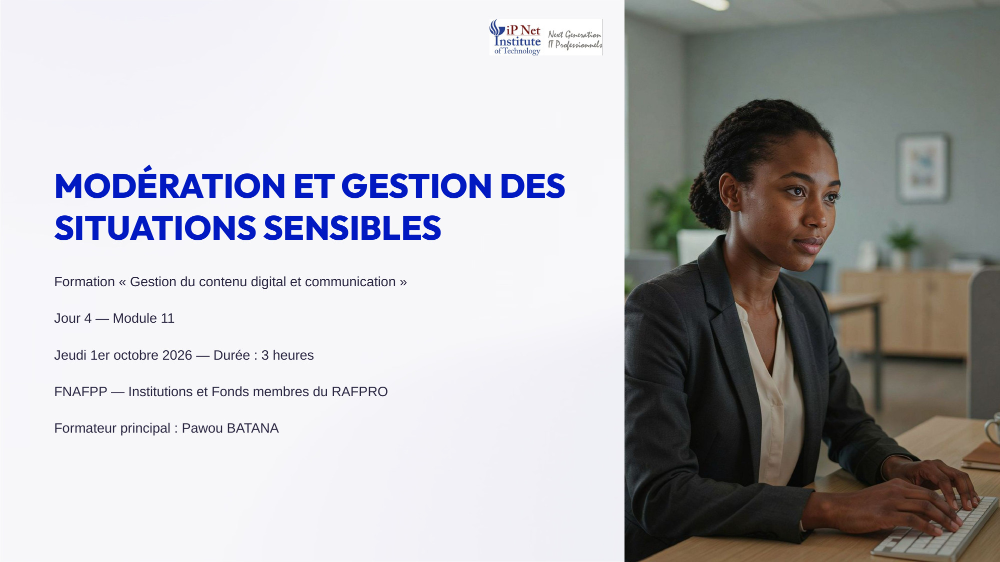 iP Net
Institute
of Technology
Next Generation
IT Professionnels
MODÉRATION ET GESTION DES
SITUATIONS SENSIBLES
Formation « Gestion du contenu digital et communication »
Jour 4 — Module 11
Jeudi 1er octobre 2026 — Durée : 3 heures
FNAFPP — Institutions et Fonds membres du RAFPRO
Formateur principal : Pawou BATANA